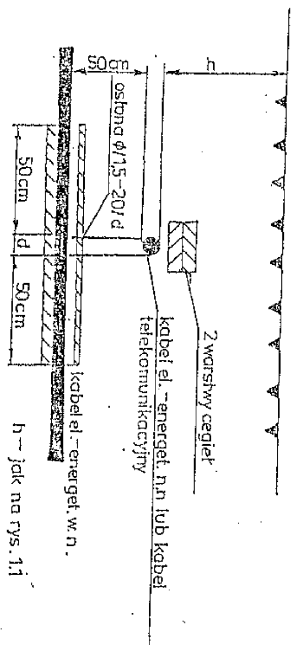 h
50cm
2 warstwy cegieł
kabel el.-energet. n.n lub kabel
telekomunikacyjny
osłona ϕ/1,5-20/d
kabel el.-energet. w.n.
50cm
d
50cm
h- jak na rys. 1.1